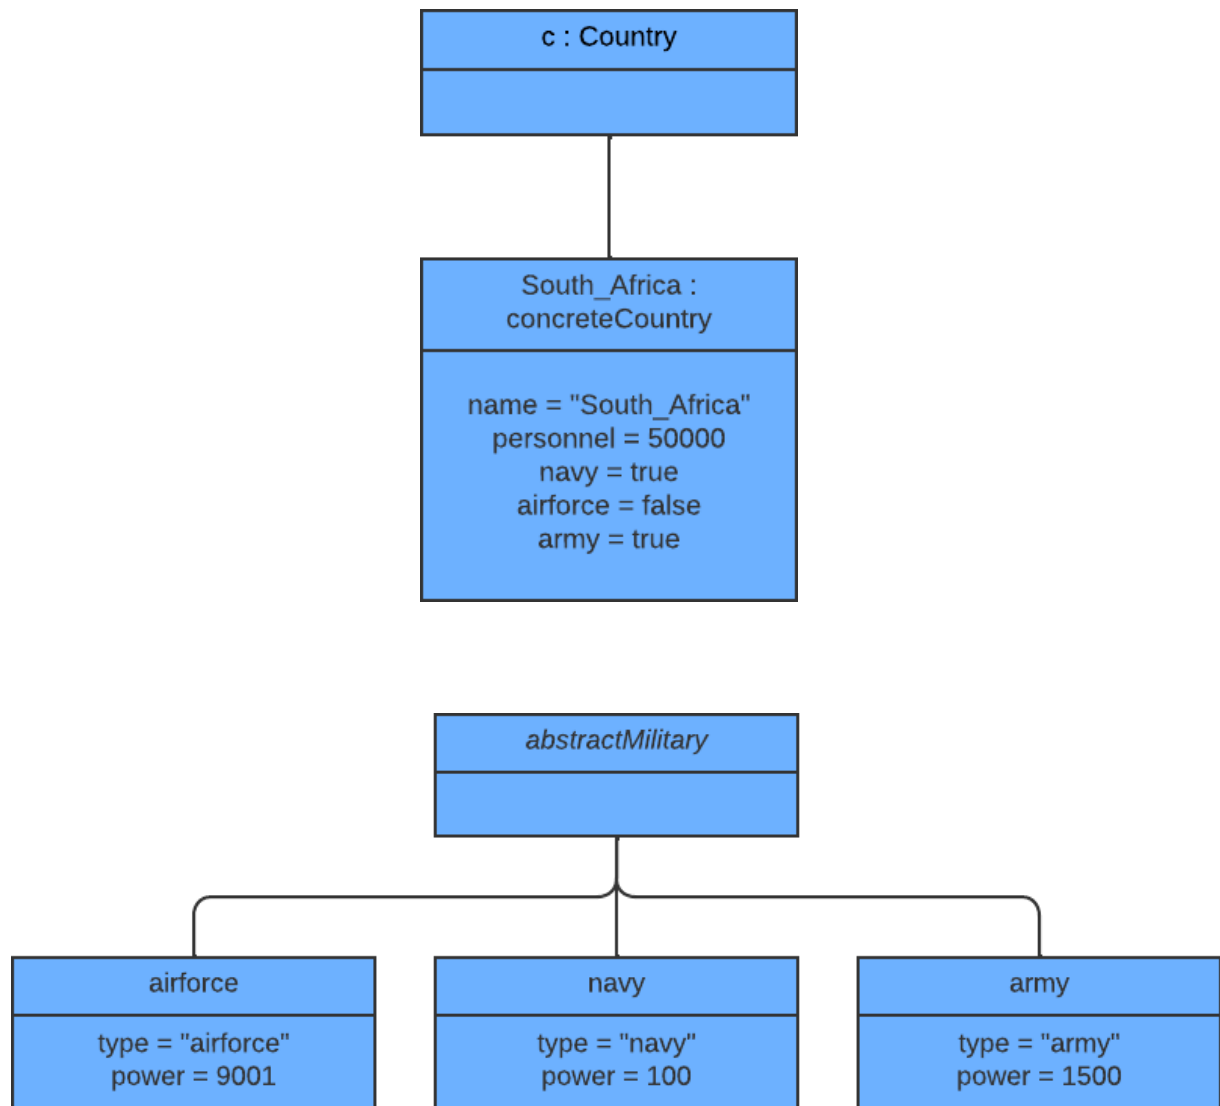 c : Country
South_Africa :
concreteCountry
name = "South_Africa"
personnel = 50000
navy = true
airforce = false
army = true
abstractMilitary
airforce
type = "airforce"
power = 9001
navy
type = "navy"
power = 100
army
type = "army"
power = 1500